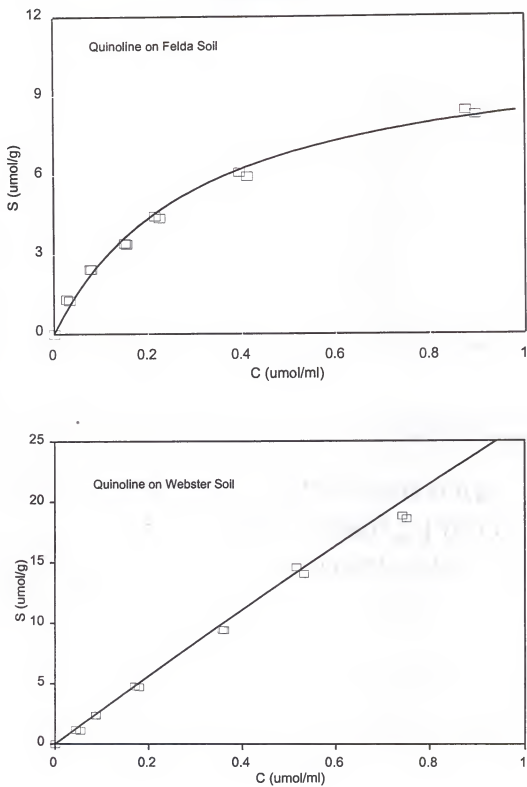 12
Quinoline on Felda Soil
9
6
3
0
S (umol/g)
0 0.2 0.4 0.6 0.8 1
C (umol/ml)
25
Quinoline on Webster Soil
20
15
10
5
0
S (umol/g)
0 0.2 0.4 0.6 0.8 1
C (umol/ml)